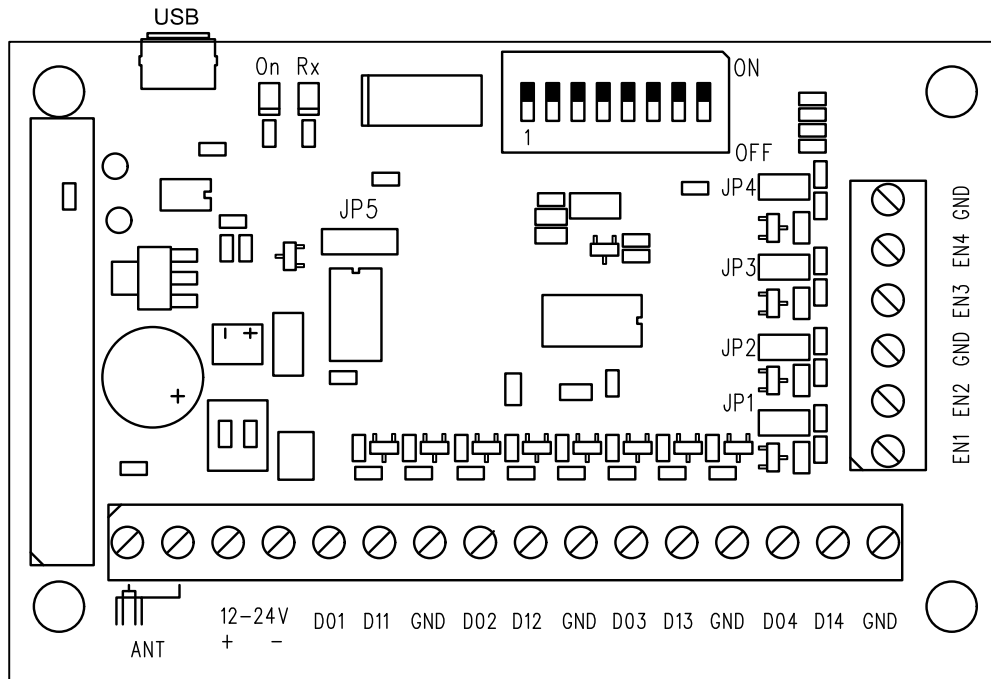 USB
On Rx
ON
1
OFF
JP4
JP5
JP3
JP2
JP1
GND
EN4
EN3
GND
EN2
EN1
- +
+
12-24V D01 D11 GND D02 D12 GND D03 D13 GND D04 D14 GND
+ -
ANT